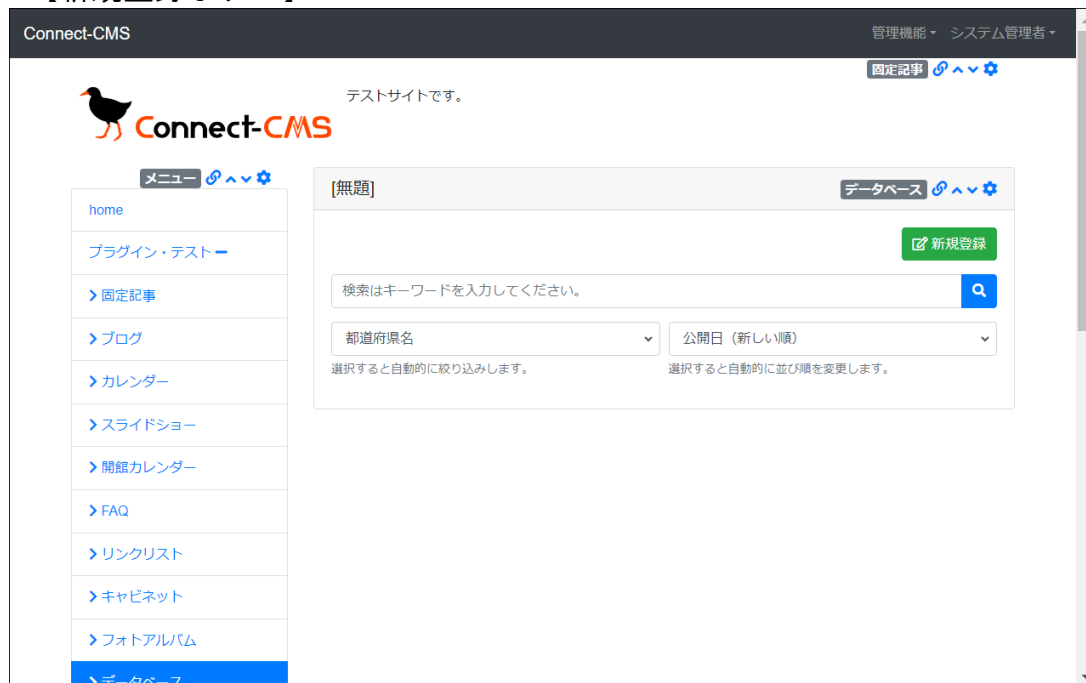 Connect-CMS
管理機能 システム管理者
固定記事
テストサイトです。
Connect-CMS
メニュー
[無題]
データベース
home
新規登録
プラグイン・テスト
検索はキーワードを入力してください。
固定記事
都道府県名
公開日（新しい順）
ブログ
選択すると自動的に絞り込みします。
選択すると自動的に並び順を変更します。
カレンダー
スライドショー
開館カレンダー
FAQ
リンクリスト
キャビネット
フォトアルバム
データベース